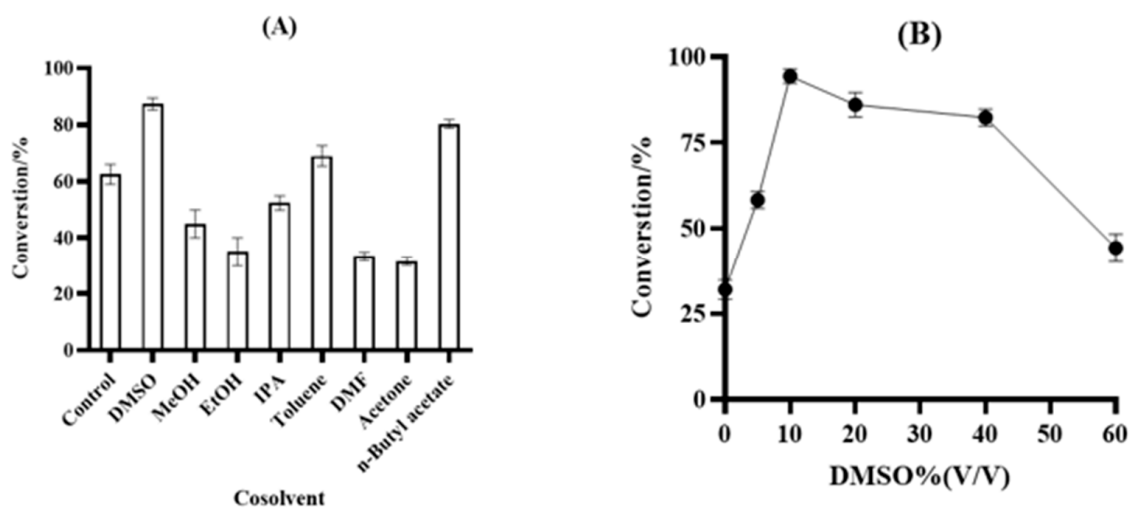 (A)
Converstion/%
100
80
60
40
20
0
Control
DMSO
MeOH
EtOH
IPA
Toluene
DMF
Acetone
n-Butyl acetate
Cosolvent
(B)
Converstion/%
100
75
50
25
0
0 10 20 30 40 50 60
DMSO%(V/V)